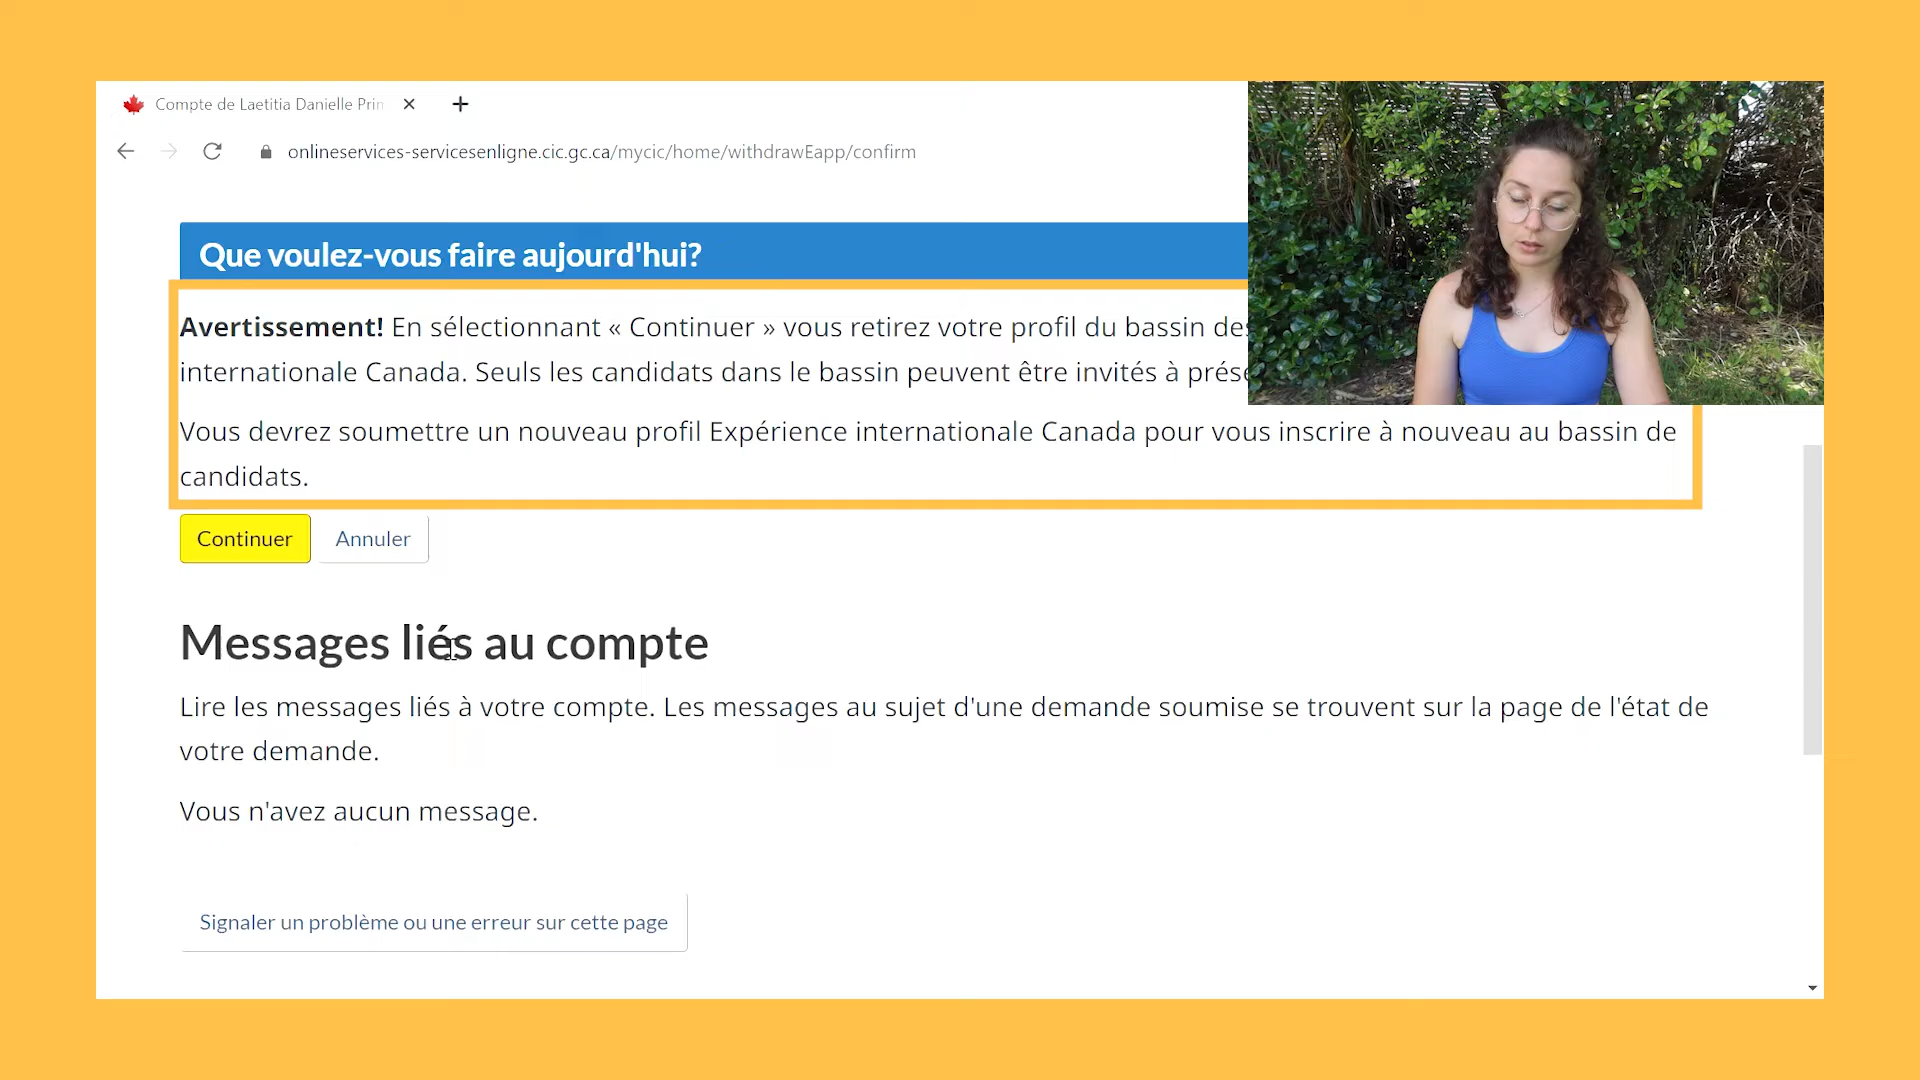 Compte de Laetitia Danielle
onlineservices-servicesenligne.cic.gc.ca/mycic/home/withdrawEapp/confirm
Que voulez-vous faire aujourd'hui?
Avertissement! En sélectionnant « Continuer » vous retirez votre profil du bassin
internationale Canada. Seuls les candidats dans le bassin peuvent être invités à
Vous devrez soumettre un nouveau profil Expérience internationale Canada pour vous inscrire à nouveau au bassin de
candidats.
Continuer
Annuler
Messages liés au compte
Lire les messages liés à votre compte. Les messages au sujet d'une demande soumise se trouvent sur la page de l'état de
votre demande.
Vous n'avez aucun message.
Signaler un problème ou une erreur sur cette page